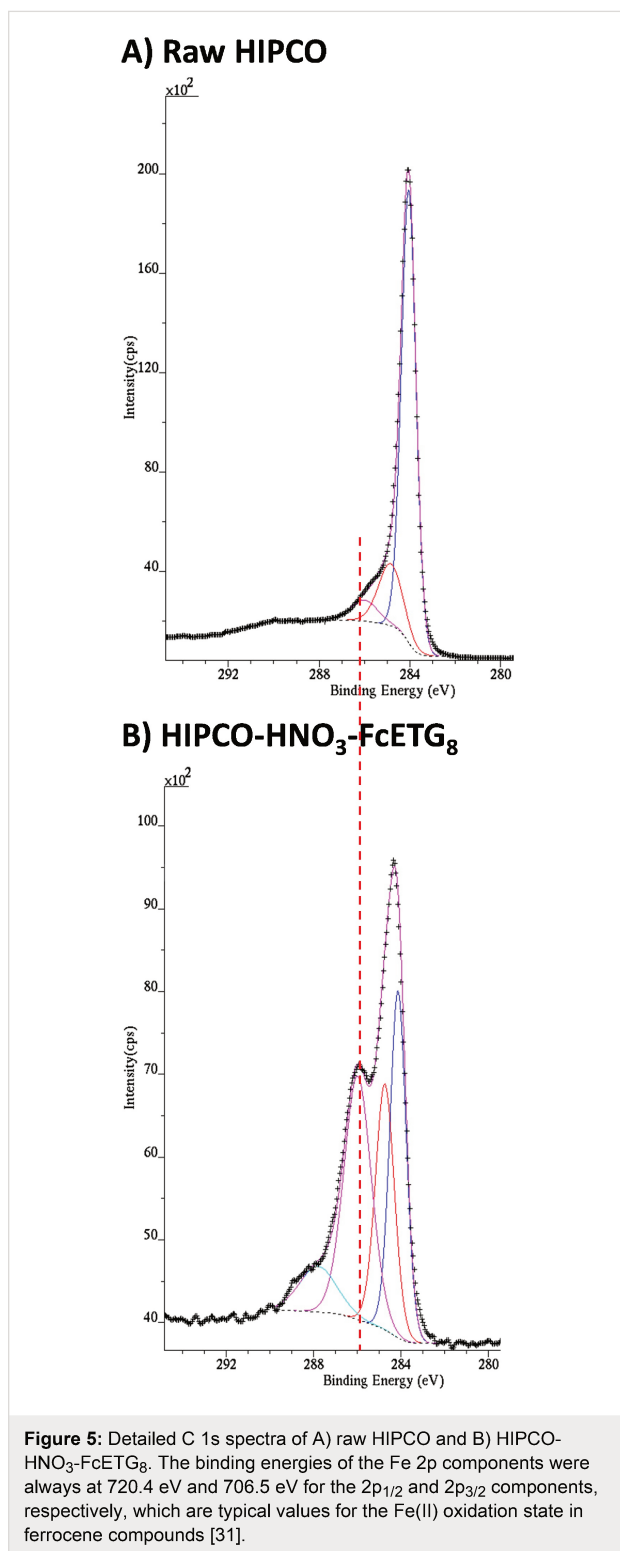 A) Raw HIPCO
x10²
200
160
120
80
40
Intensity(cps)
292 288 284 280
Binding Energy (eV)
B) HIPCO-HNO₃-FcETG₈
x10²
100
90
80
70
60
50
40
Intensity(cps)
292 288 284 280
Binding Energy (eV)
Figure 5: Detailed C 1s spectra of A) raw HIPCO and B) HIPCO-
HNO₃-FcETG₈. The binding energies of the Fe 2p components were
always at 720.4 eV and 706.5 eV for the 2p₁/₂ and 2p₃/₂ components,
respectively, which are typical values for the Fe(II) oxidation state in
ferrocene compounds [31].